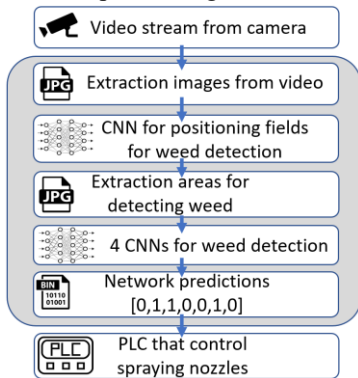 Video stream from camera
JPG
Extraction images from video
CNN for positioning fields
for weed detection
JPG
Extraction areas for
detecting weed
4 CNNs for weed detection
BIN
10110
01001
Network predictions
[0,1,1,0,0,1,0]
PLC
PLC that control
spraying nozzles